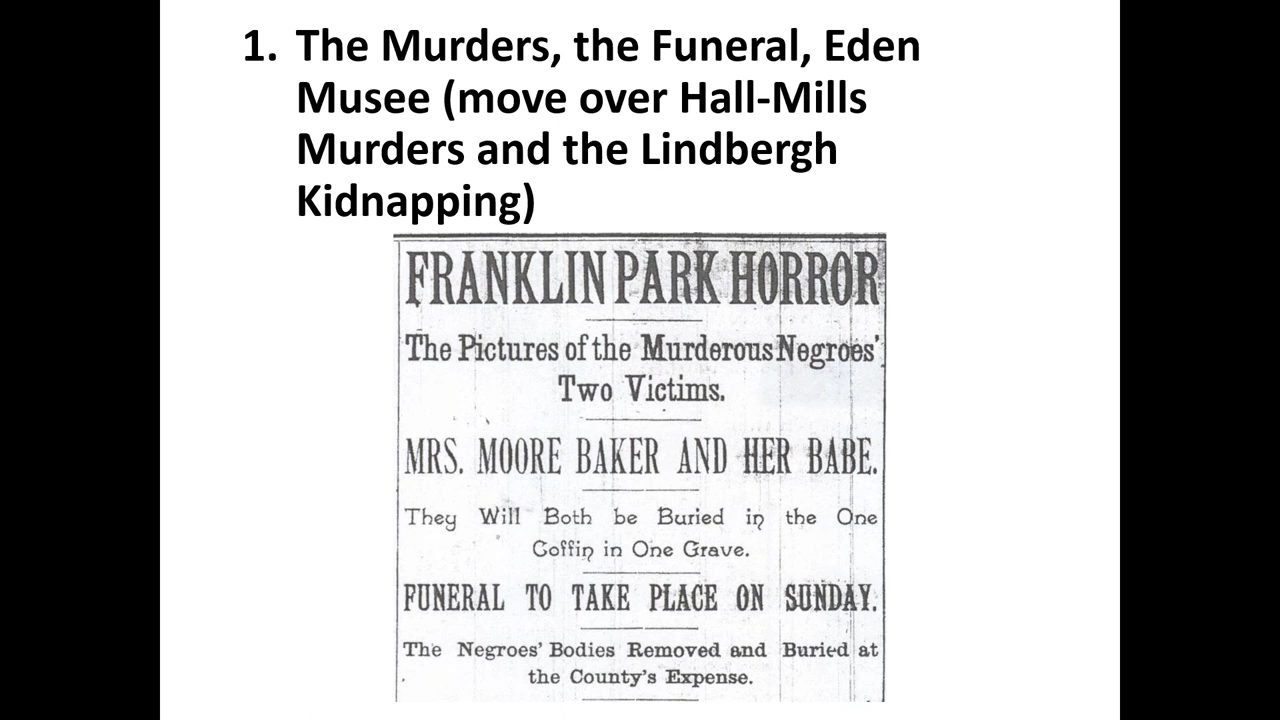 1. The Murders, the Funeral, Eden
Musee (move over Hall-Mills
Murders and the Lindbergh
Kidnapping)
FRANKLIN PARK HORROR
The Pictures of the Murderous Negroes'
Two Victims.
MRS. MOORE BAKER AND HER BABE.
They Will Both be Buried in the One
Coffin in One Grave.
FUNERAL TO TAKE PLACE ON SUNDAY.
The Negroes' Bodies Removed and Buried at
the County's Expense.